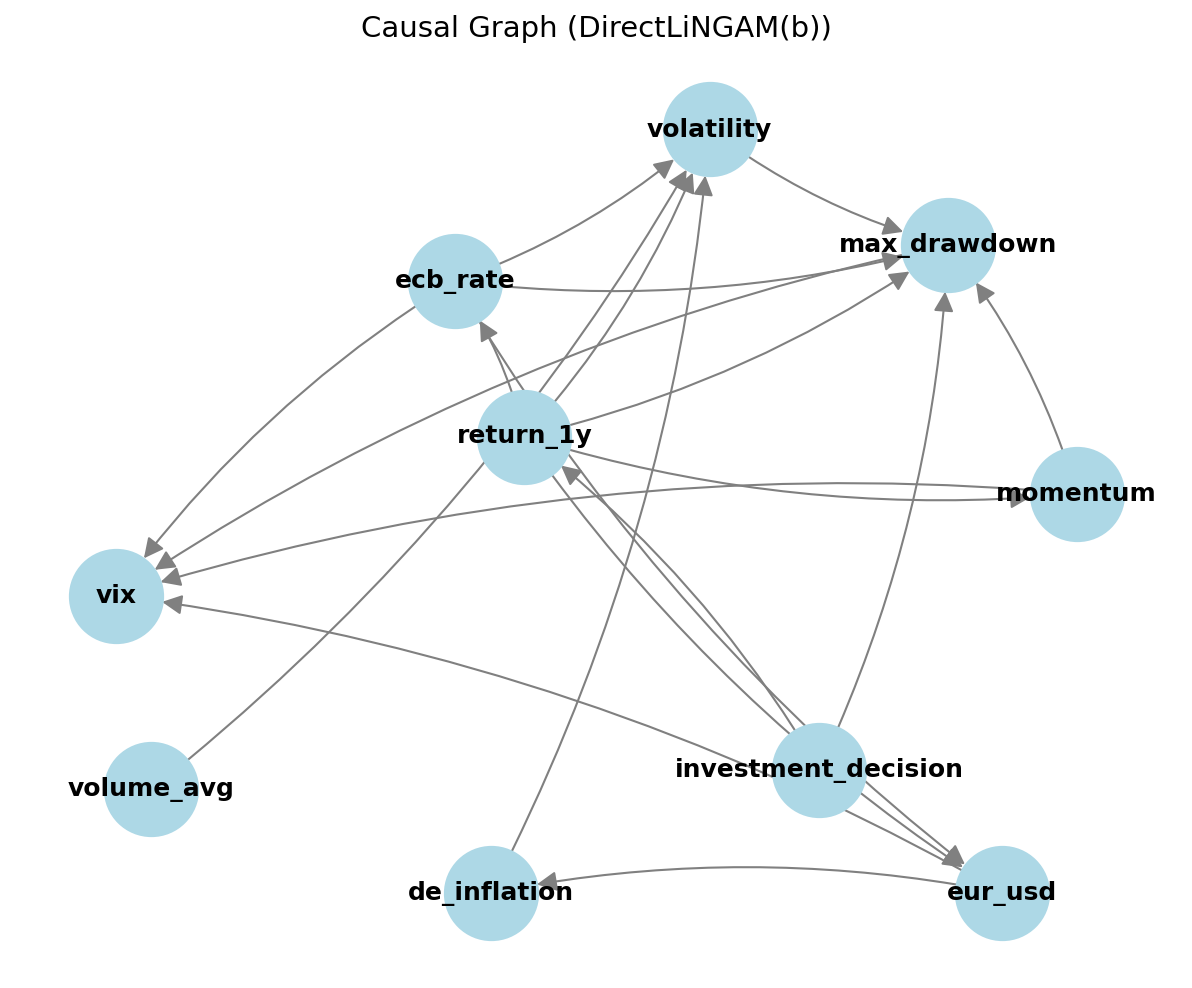 Causal Graph (DirectLiNGAM(b))
volatility
max_drawdown
ecb_rate
return_1y
momentum
vix
investment_decision
volume_avg
de_inflation
eur_usd